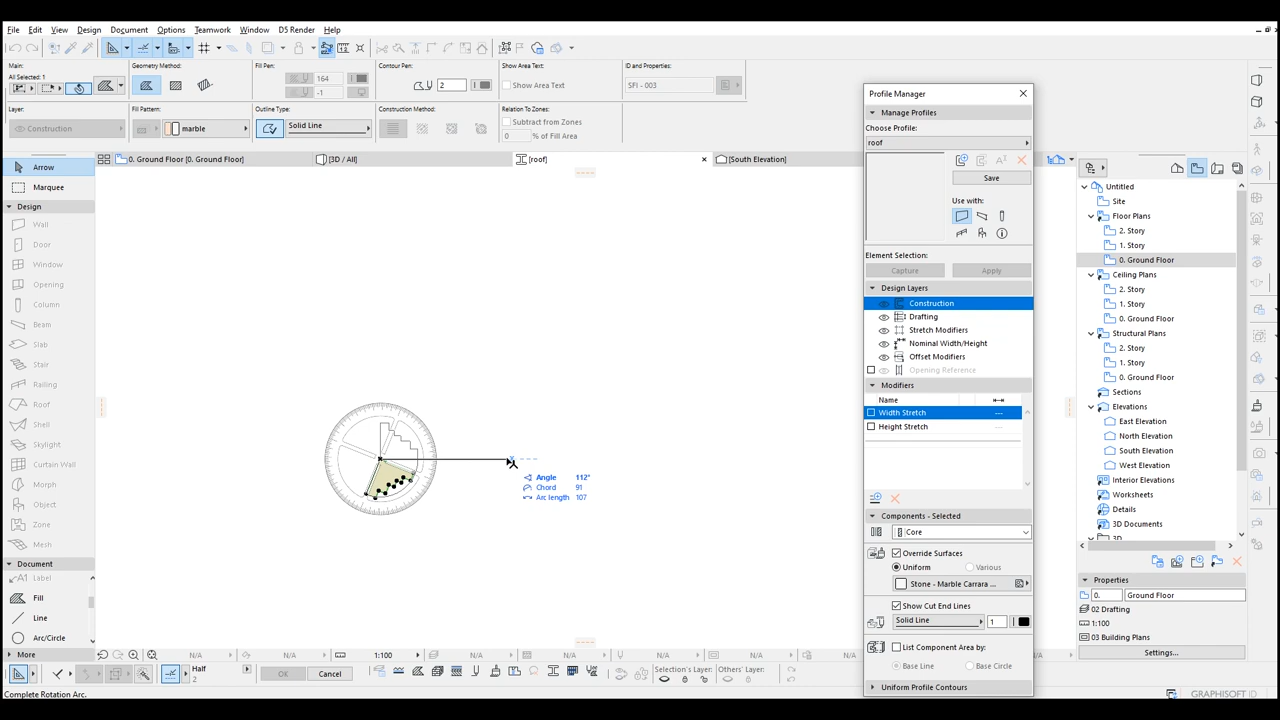 File Edit View Design Document Options Teamwork Window D5 Render Help
Main: Geometry Method: Fill Pen: Contour Pen: Show Area Text: ID and Properties:
All Selected: 1
164 2 Show Area Text SFI - 003
-1
Layer: Fill Pattern: Outline Type: Construction Method: Relation To Zones:
Construction marble Solid Line Subtract from Zones
0 % of Fill Area
0. Ground Floor [0. Ground Floor] [3D / All] [roof] [South Elevation]
Arrow
Marquee
Design
Wall
Door
Window
Opening
Column
Beam
Slab
Stair
Railing
Roof
Shell
Skylight
Curtain Wall
Morph
Object
Zone
Mesh
Document
Label
Fill
Line
Arc/Circle
More
Angle 112°
Chord 91
Arc length 107
Profile Manager
Manage Profiles
Choose Profile:
roof
Save
Use with:
Element Selection:
Capture Apply
Design Layers
Construction
Drafting
Stretch Modifiers
Nominal Width/Height
Offset Modifiers
Opening Reference
Modifiers
Name
Width Stretch ---
Height Stretch ---
Components - Selected
Core
Override Surfaces
Uniform Various
Stone - Marble Carrara ...
Show Cut End Lines
Solid Line 1
List Component Area by:
Base Line Base Circle
Uniform Profile Contours
Untitled
Site
Floor Plans
2. Story
1. Story
0. Ground Floor
Ceiling Plans
2. Story
1. Story
0. Ground Floor
Structural Plans
2. Story
1. Story
0. Ground Floor
Sections
Elevations
East Elevation
North Elevation
South Elevation
West Elevation
Interior Elevations
Worksheets
Details
3D Documents
3D
Properties
0. Ground Floor
02 Drafting
1:100
03 Building Plans
Settings...
N/A N/A 1:100 N/A N/A N/A N/A
Half
2
OK Cancel Selection's Layer: Others' Layer:
Complete Rotation Arc.
GRAPHISOFT ID